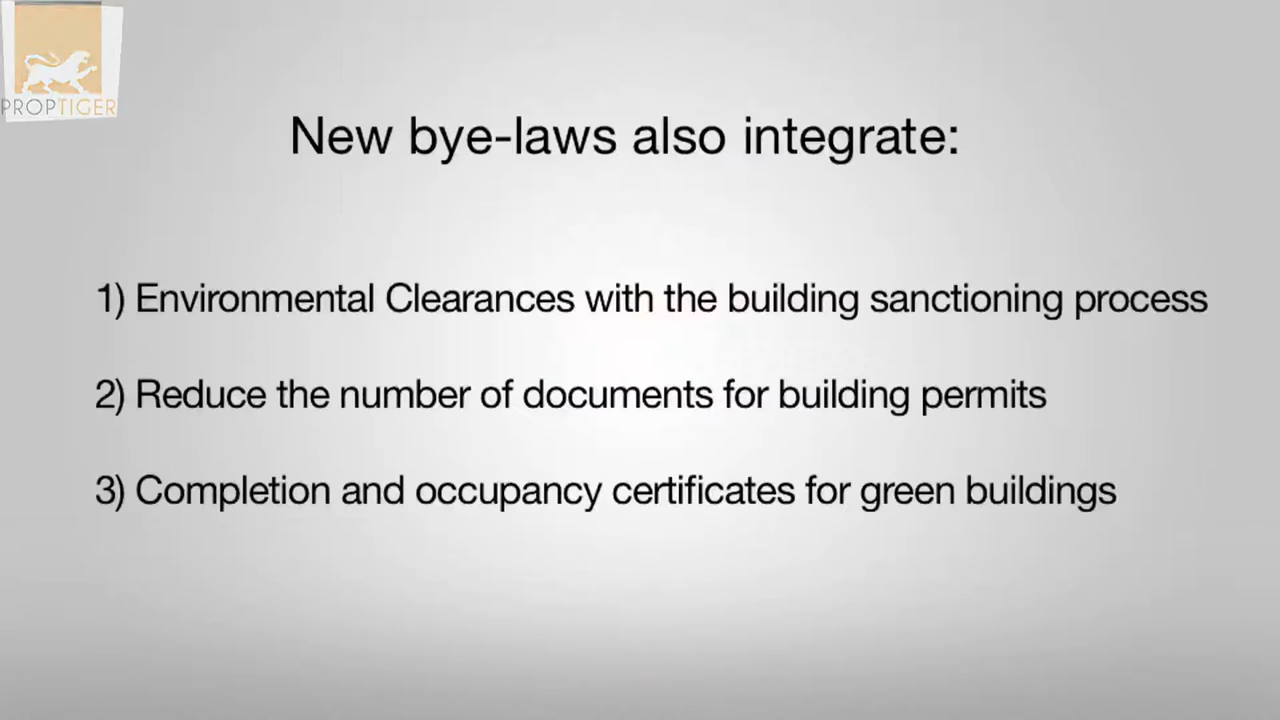 PROPTIGER
New bye-laws also integrate:
1) Environmental Clearances with the building sanctioning process
2) Reduce the number of documents for building permits
3) Completion and occupancy certificates for green buildings